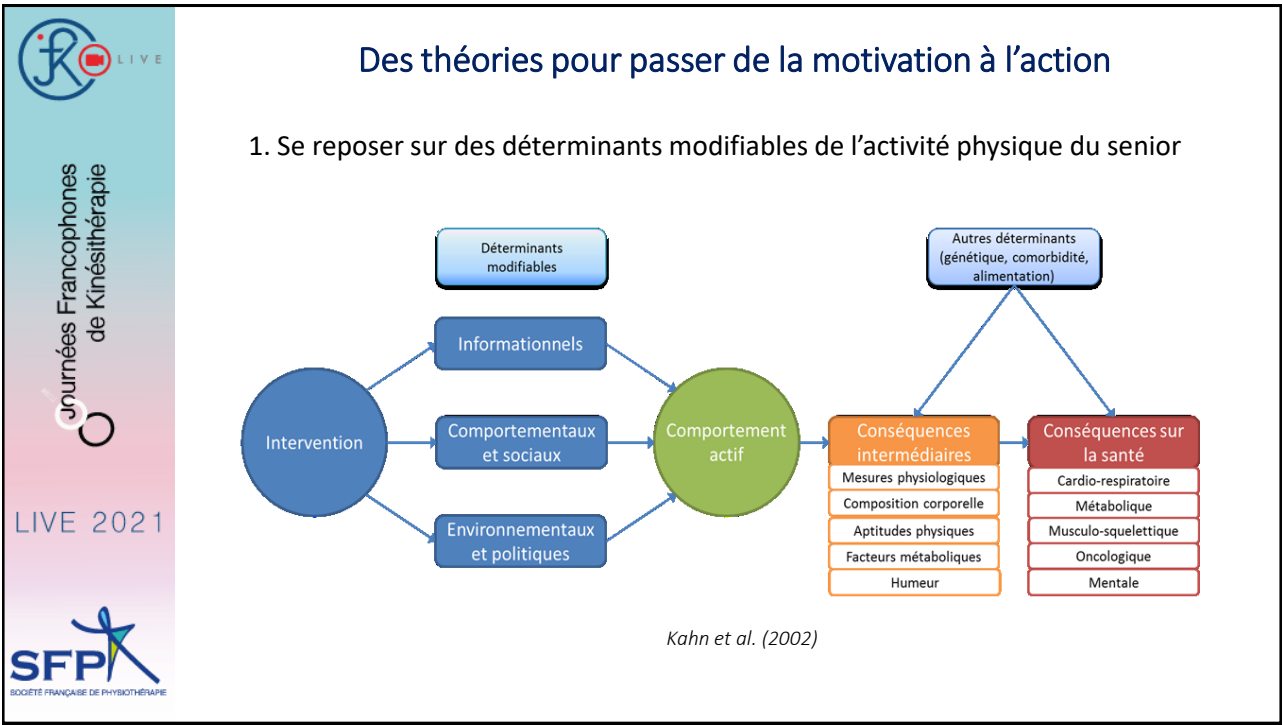 JFK LIVE
Journées Francophones
de Kinésithérapie
LIVE 2021
SFP
SOCIÉTÉ FRANÇAISE DE PHYSIOTHÉRAPIE
Des théories pour passer de la motivation à l’action
1. Se reposer sur des déterminants modifiables de l’activité physique du senior
Déterminants
modifiables
Autres déterminants
(génétique, comorbidité,
alimentation)
Intervention
Informationnels
Comportementaux
et sociaux
Environnementaux
et politiques
Comportement
actif
Conséquences
intermédiaires
Mesures physiologiques
Composition corporelle
Aptitudes physiques
Facteurs métaboliques
Humeur
Conséquences sur
la santé
Cardio-respiratoire
Métabolique
Musculo-squelettique
Oncologique
Mentale
Kahn et al. (2002)